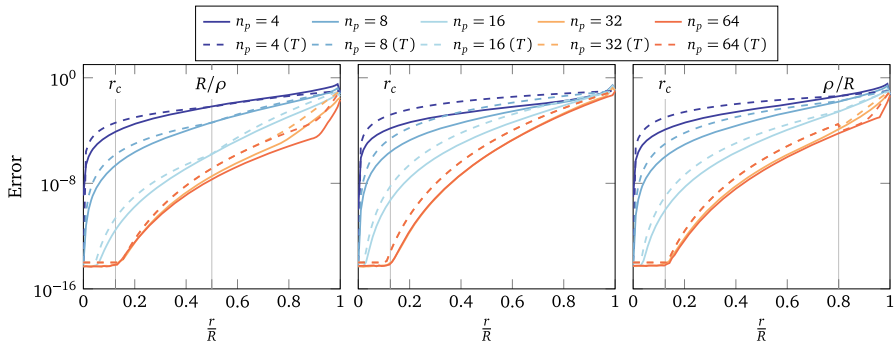 n_p = 4 n_p = 8 n_p = 16 n_p = 32 n_p = 64
n_p = 4 (T) n_p = 8 (T) n_p = 16 (T) n_p = 32 (T) n_p = 64 (T)
r_c R/ρ r_c r_c ρ/R
Error
10^0
10^−8
10^−16
0 0.2 0.4 0.6 0.8 1 0 0.2 0.4 0.6 0.8 1 0 0.2 0.4 0.6 0.8 1
r/R r/R r/R